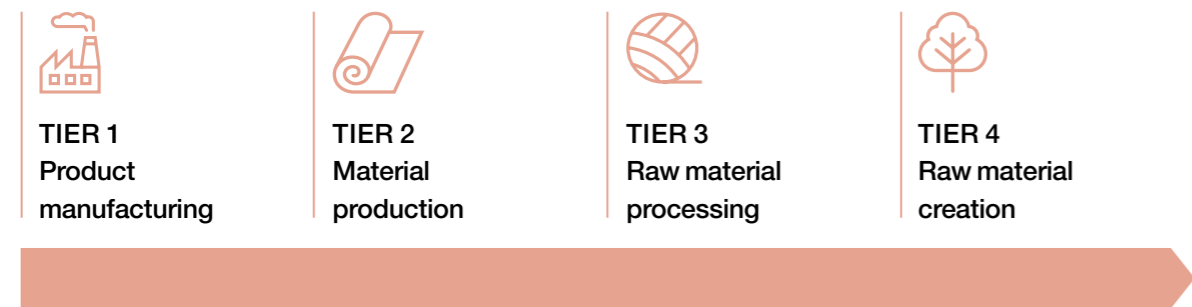 TIER 1
Product
manufacturing
TIER 2
Material
production
TIER 3
Raw material
processing
TIER 4
Raw material
creation